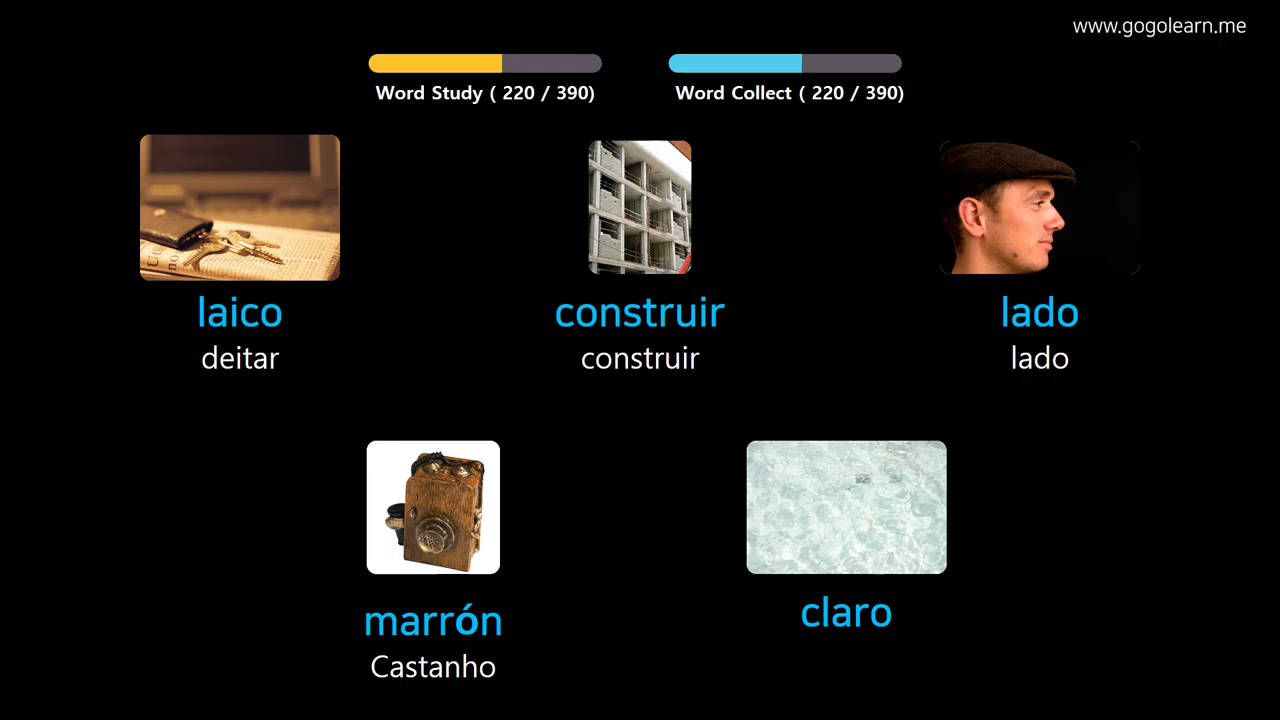 www.gogolearn.me
Word Study ( 220 / 390)
Word Collect ( 220 / 390)
laico
deitar
construir
construir
lado
lado
marrón
Castanho
claro